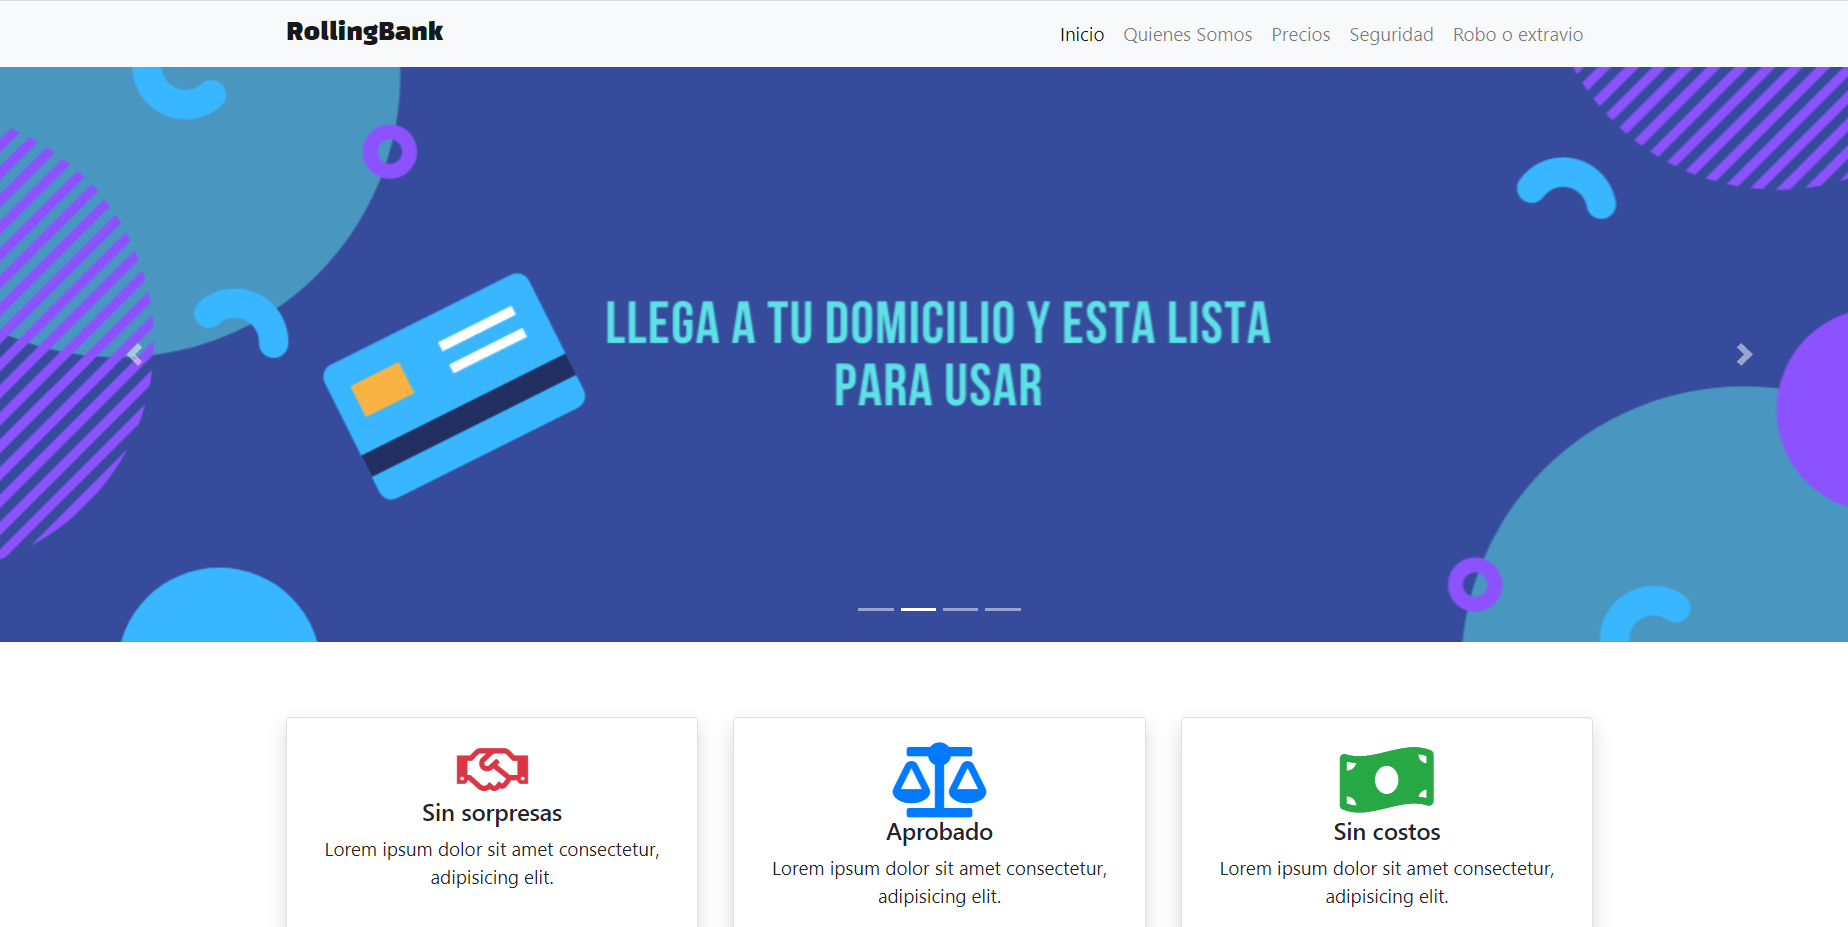 RollingBank
Inicio Quienes Somos Precios Seguridad Robo o extravio
LLEGA A TU DOMICILIO Y ESTA LISTA
PARA USAR
Sin sorpresas
Lorem ipsum dolor sit amet consectetur,
adipisicing elit.
Aprobado
Lorem ipsum dolor sit amet consectetur,
adipisicing elit.
Sin costos
Lorem ipsum dolor sit amet consectetur,
adipisicing elit.